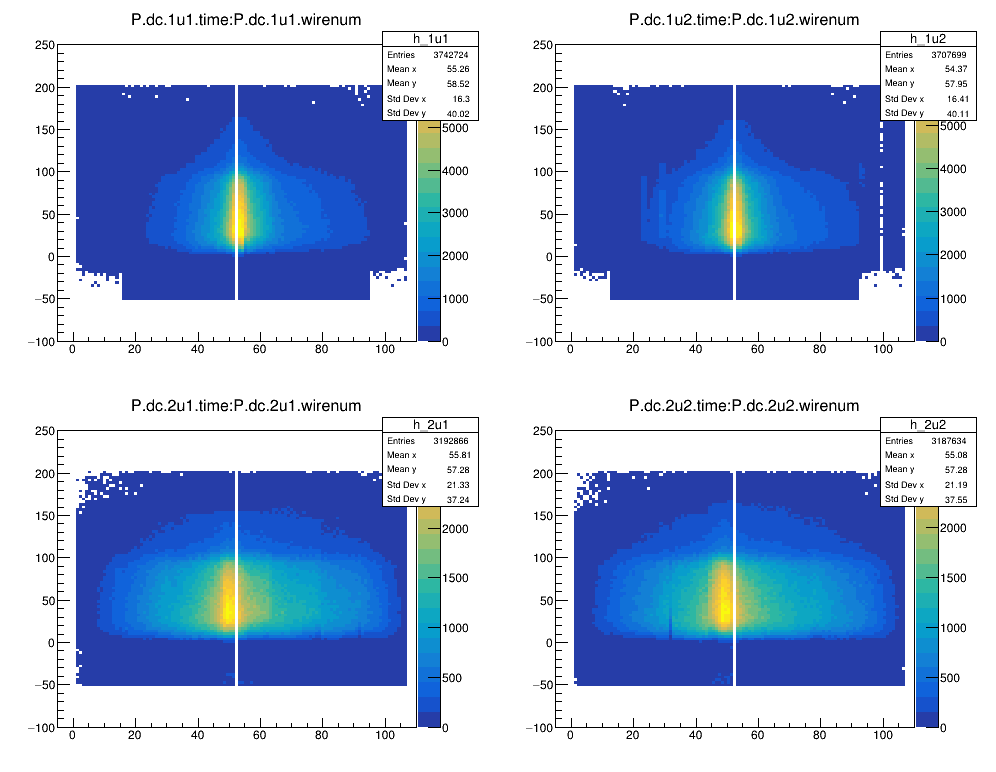 P.dc.1u1.time:P.dc.1u1.wirenum
h_1u1
Entries 3742724
Mean x 55.26
Mean y 58.52
Std Dev x 16.3
Std Dev y 40.02
250
200
150
100
50
0
−50
−100
0 20 40 60 80 100
5000
4000
3000
2000
1000
0
P.dc.1u2.time:P.dc.1u2.wirenum
h_1u2
Entries 3707699
Mean x 54.37
Mean y 57.95
Std Dev x 16.41
Std Dev y 40.11
250
200
150
100
50
0
−50
−100
0 20 40 60 80 100
5000
4000
3000
2000
1000
0
P.dc.2u1.time:P.dc.2u1.wirenum
h_2u1
Entries 3192866
Mean x 55.81
Mean y 57.28
Std Dev x 21.33
Std Dev y 37.24
250
200
150
100
50
0
−50
−100
0 20 40 60 80 100
2000
1500
1000
500
0
P.dc.2u2.time:P.dc.2u2.wirenum
h_2u2
Entries 3187634
Mean x 55.08
Mean y 57.28
Std Dev x 21.19
Std Dev y 37.55
250
200
150
100
50
0
−50
−100
0 20 40 60 80 100
2000
1500
1000
500
0